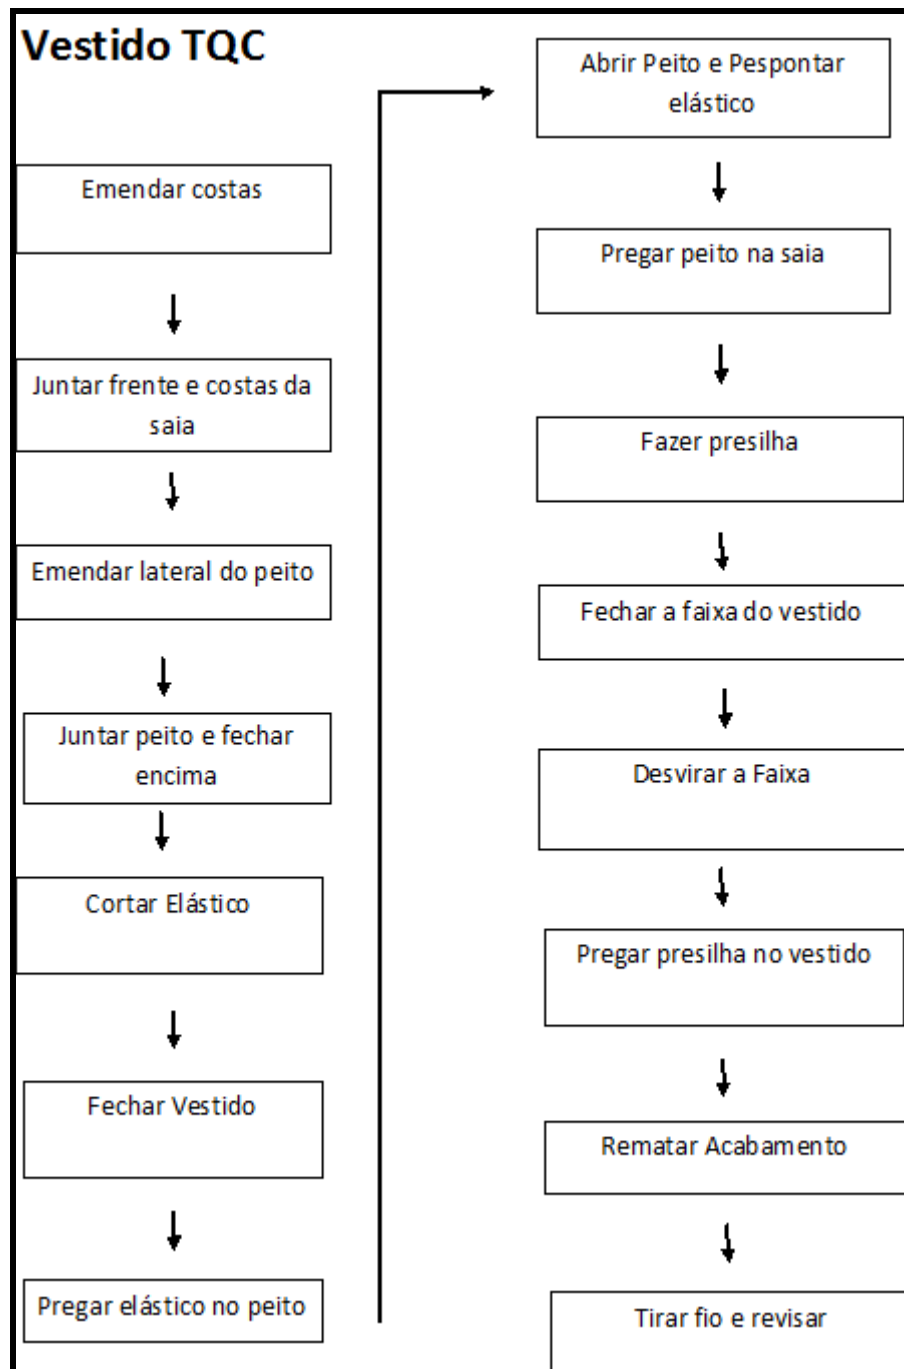 Vestido TQC
Emendar costas
Juntar frente e costas da
saia
Emendar lateral do peito
Juntar peito e fechar
encima
Cortar Elástico
Fechar Vestido
Pregar elástico no peito
Abrir Peito e Pespontar
elástico
Pregar peito na saia
Fazer presilha
Fechar a faixa do vestido
Desvirar a Faixa
Pregar presilha no vestido
Rematar Acabamento
Tirar fio e revisar